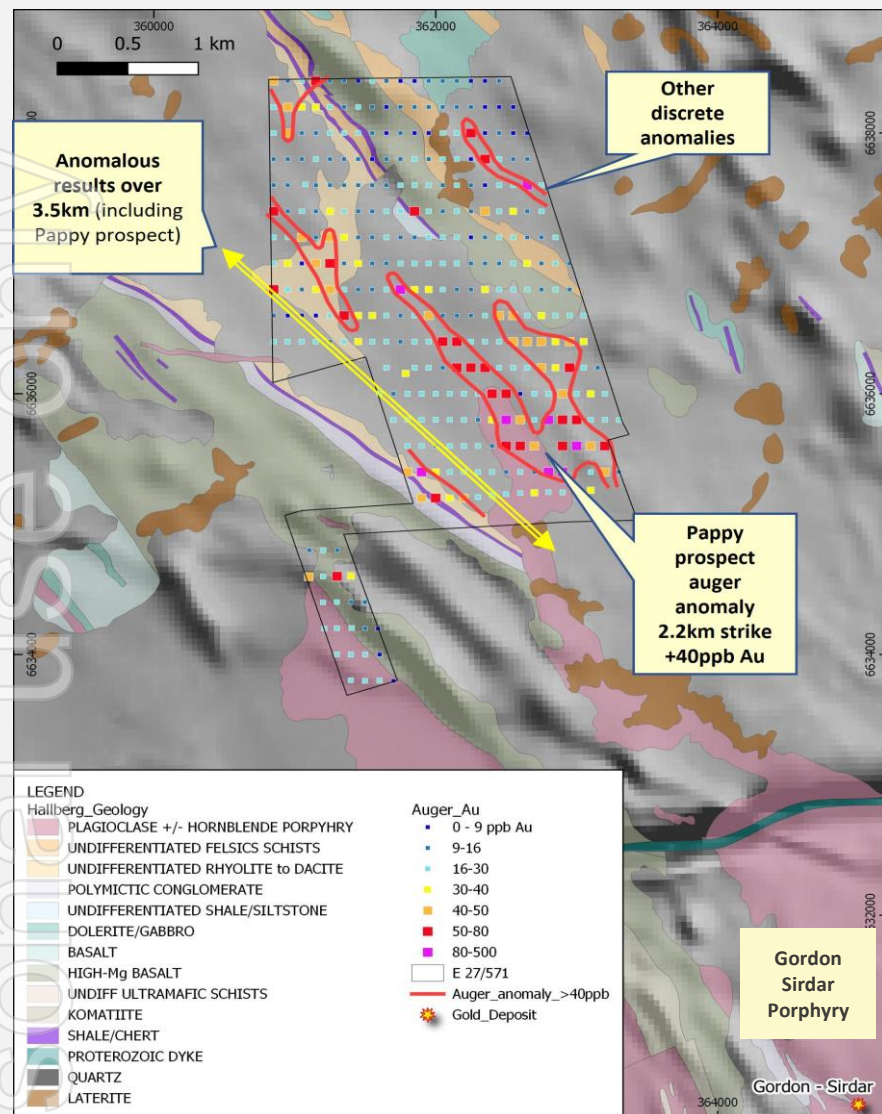 360000
362000
364000
0 0.5 1 km
Other
discrete
anomalies
6638000
Anomalous
results over
3.5km (including
Pappy prospect)
6636000
6636000
Pappy
prospect
auger
anomaly
2.2km strike
+40ppb Au
6634000
6634000
LEGEND
Hallberg_Geology
PLAGIOCLASE +/- HORNBLENDE PORPYHRY
UNDIFFERENTIATED FELSICS SCHISTS
UNDIFFERENTIATED RHYOLITE to DACITE
POLYMICTIC CONGLOMERATE
UNDIFFERENTIATED SHALE/SILTSTONE
DOLERITE/GABBRO
BASALT
HIGH-Mg BASALT
UNDIFF ULTRAMAFIC SCHISTS
KOMATIITE
SHALE/CHERT
PROTEROZOIC DYKE
QUARTZ
LATERITE
Auger_Au
0 - 9 ppb Au
9-16
16-30
30-40
40-50
50-80
80-500
E 27/571
Auger_anomaly_>40ppb
Gold_Deposit
Gordon
Sirdar
Porphyry
Gordon - Sirdar
364000
sonal use only